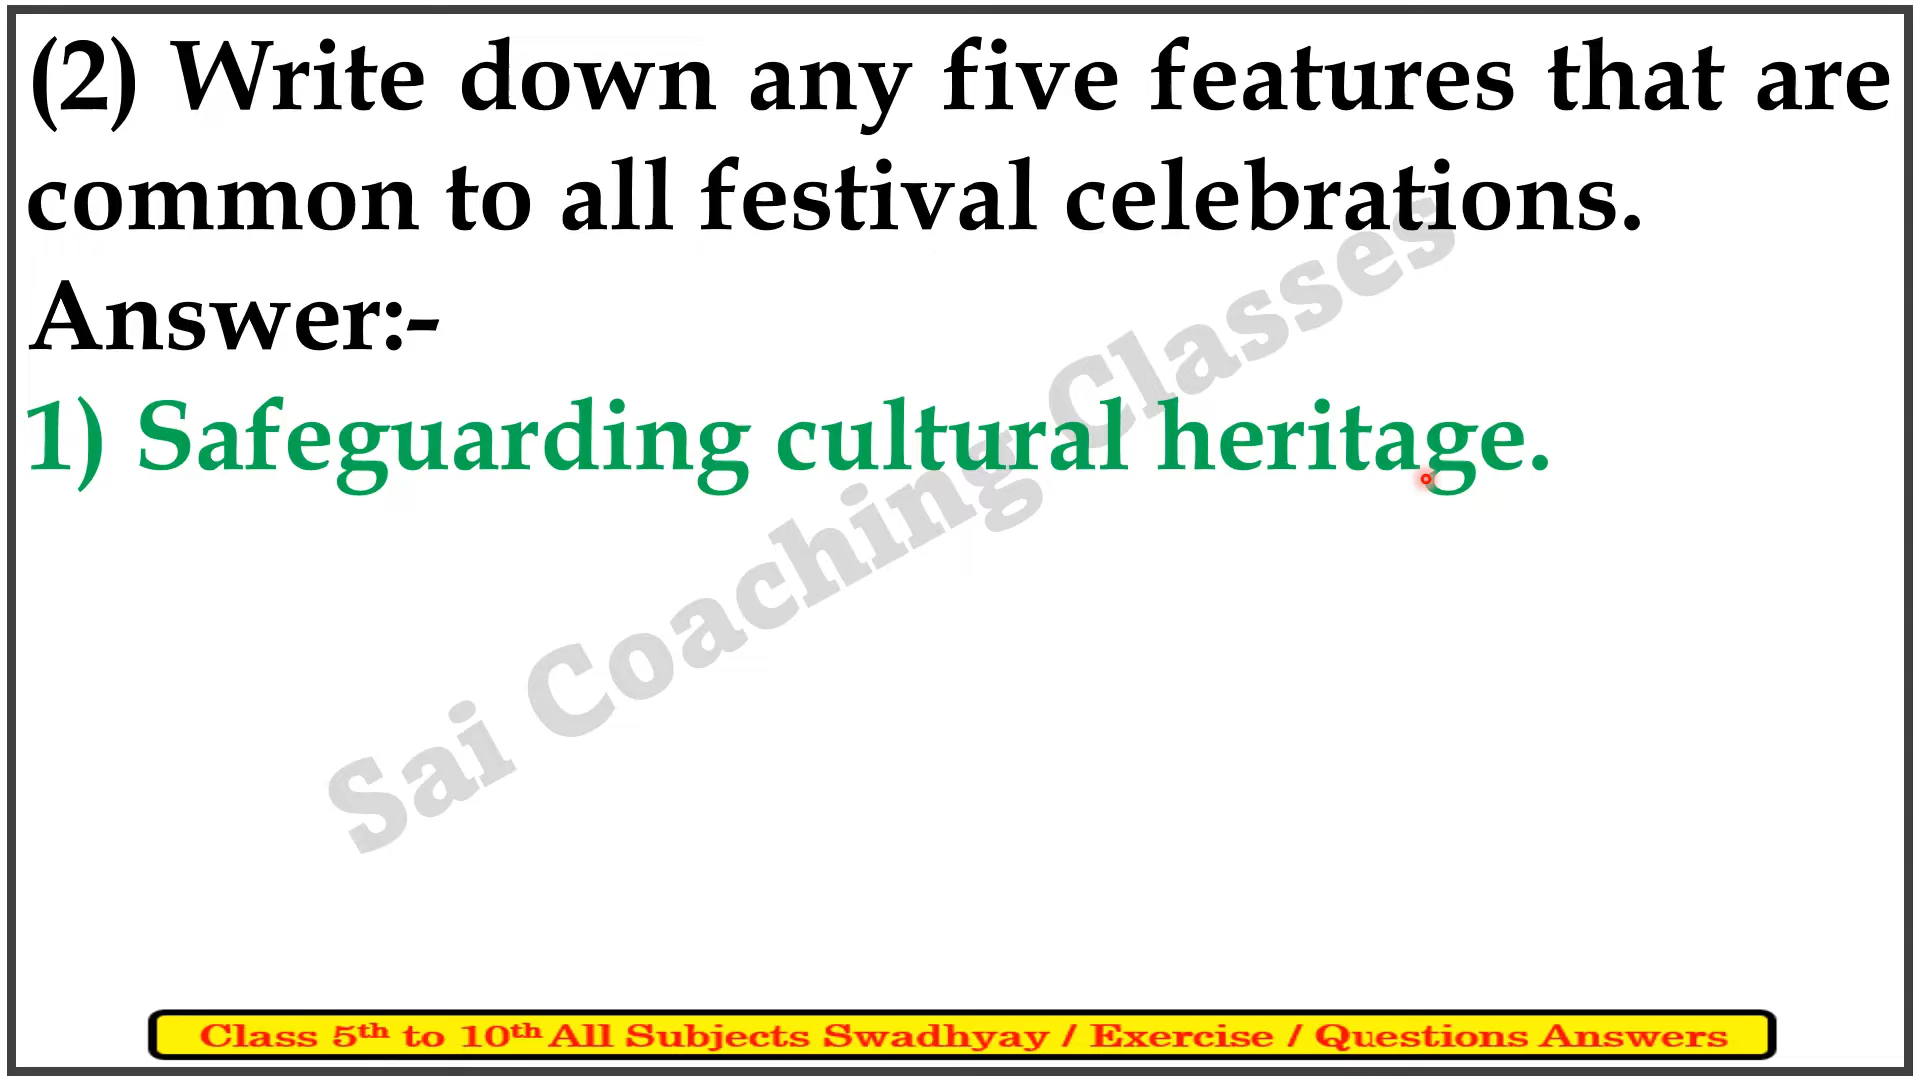 (2) Write down any five features that are
common to all festival celebrations.
Answer:-
1) Safeguarding cultural heritage.
Sai Coaching Classes
Class 5th to 10th All Subjects Swadhyay / Exercise / Questions Answers